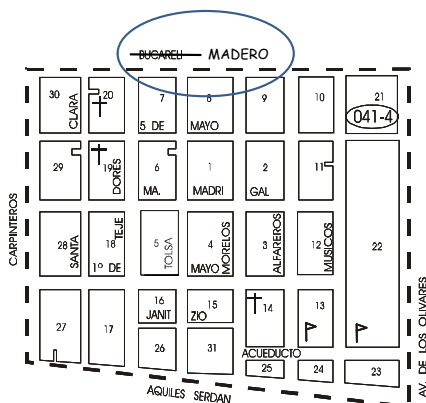 BUCARELI MADERO
30 20 7 8 9 10 21
CLARA
5 DE MAYO
041-4
29 19 6 1 2 11
DORES
MA. MADRI GAL
CARPINTEROS
28 18 5 4 3 12 22
SANTA
TEJE
TOLSA
MORELOS
ALFAREROS
MUSICOS
1º DE MAYO
16 15 14 13
JANIT ZIO
27 17 26 31
ACUEDUCTO
25 24 23
AQUILES SERDAN
AV. DE LOS OLIVARES